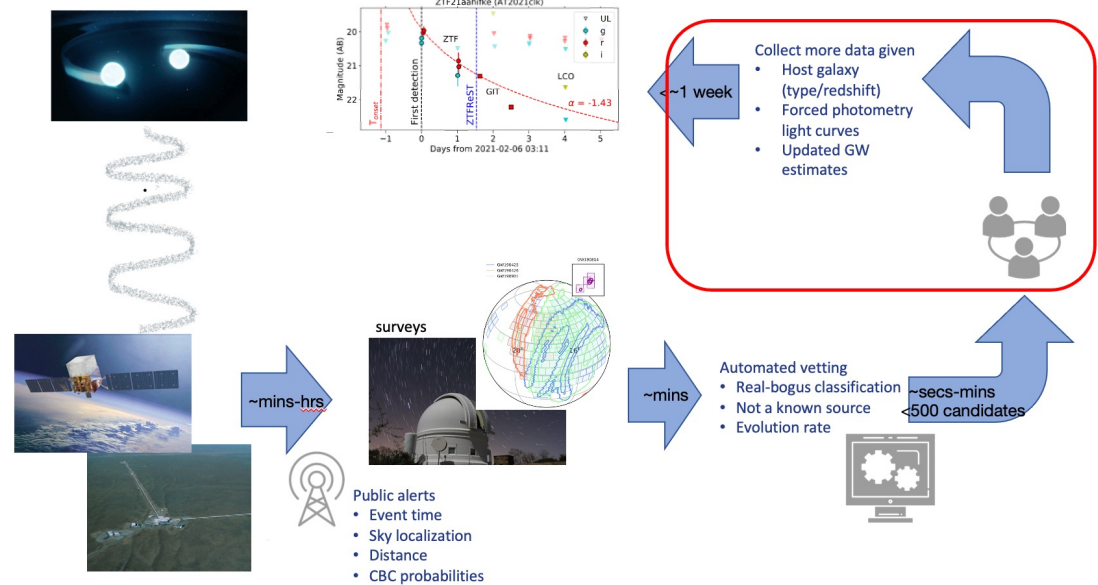 ZTF21aahifke (AT2021clk)
20
21
22
Magnitude (AB)
T_onset
First detection
ZTF
ZTFReST
GIT
LCO
UL
g
r
i
α = -1.43
−1
0
1
2
3
4
5
Days from 2021-02-06 03:11
<~1 week
Collect more data given
• Host galaxy
(type/redshift)
• Forced photometry
light curves
• Updated GW
estimates
surveys
~mins-hrs
~mins
Automated vetting
• Real-bogus classification
• Not a known source
• Evolution rate
~secs-mins
<500 candidates
Public alerts
• Event time
• Sky localization
• Distance
• CBC probabilities